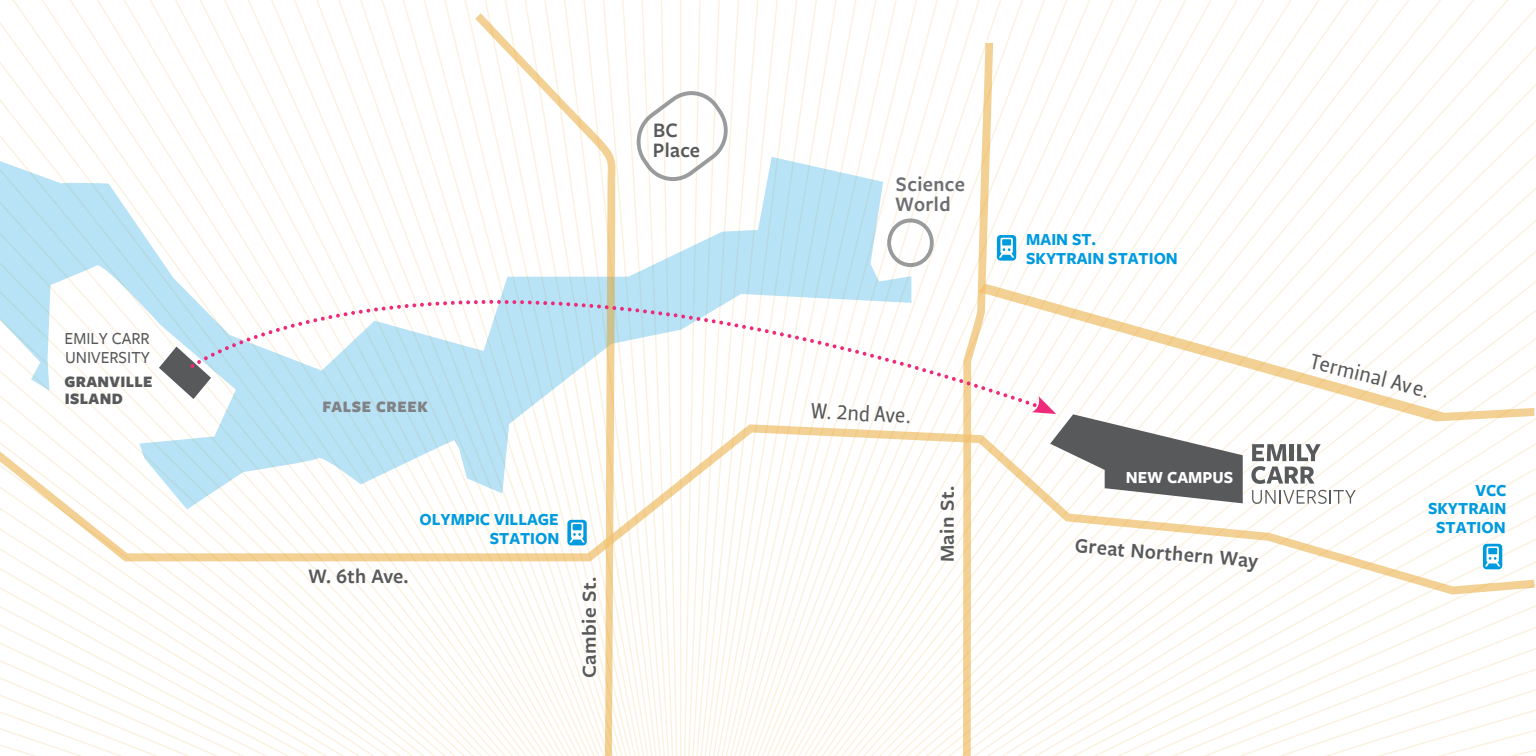 BC
Place
Science
World
MAIN ST.
SKYTRAIN STATION
EMILY CARR
UNIVERSITY
GRANVILLE
ISLAND
FALSE CREEK
Terminal Ave.
W. 2nd Ave.
NEW CAMPUS
EMILY
CARR
UNIVERSITY
VCC
SKYTRAIN
STATION
OLYMPIC VILLAGE
STATION
Main St.
Great Northern Way
W. 6th Ave.
Cambie St.